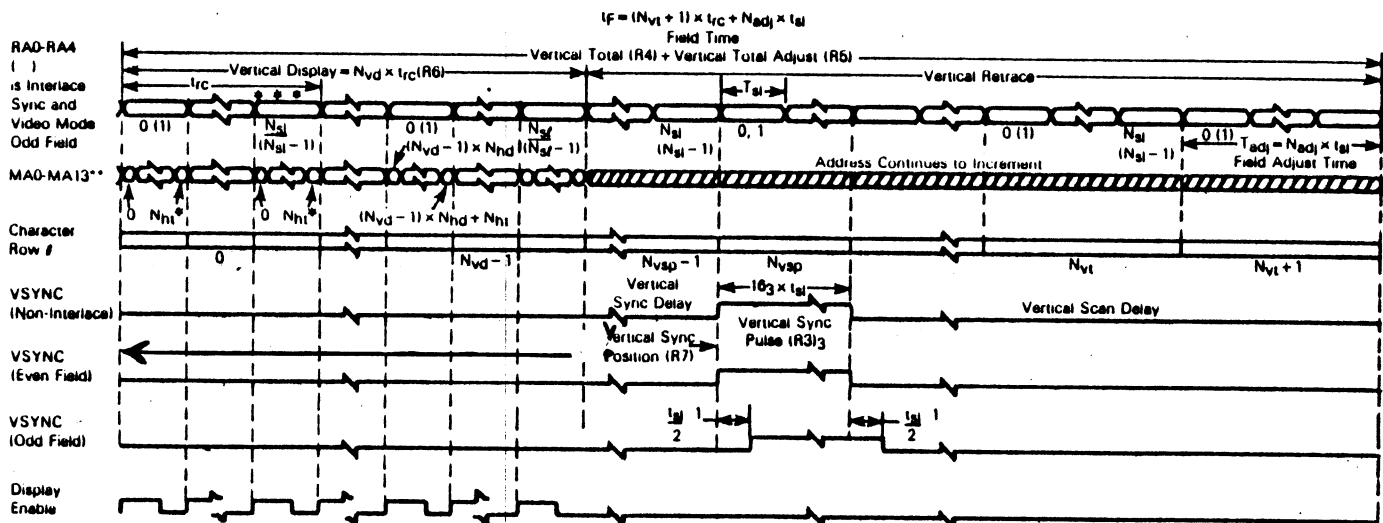 tF = (Nvt + 1) × trc + Nadj × tsl
Field Time
Vertical Total (R4) + Vertical Total Adjust (R5)
RA0-RA4
( )
is Interlace
Sync and
Video Mode
Odd Field
Vertical Display = Nvd × trc (R6)
Vertical Retrace
trc
* * *
Tsl
0 (1)
Nsl
(Nsl − 1)
0 (1)
Nsl
(Nsl − 1)
Nsl
(Nsl − 1)
0, 1
0 (1)
Nsl
(Nsl − 1)
0 (1)
Tadj = Nadj × tsl
Field Adjust Time
(Nvd − 1) × Nhd
Address Continues to Increment
MA0-MA13**
0 Nht*
0 Nht*
(Nvd − 1) × Nhd + Nht
Character
Row #
0
Nvd − 1
Nvsp − 1
Nvsp
Nvt
Nvt + 1
VSYNC
(Non-Interlace)
Vertical
Sync Delay
163 × tsl
Vertical Scan Delay
Vertical Sync
Position (R7)
Vertical Sync
Pulse (R3)3
VSYNC
(Even Field)
VSYNC
(Odd Field)
tsl 1
2
tsl 1
2
Display
Enable